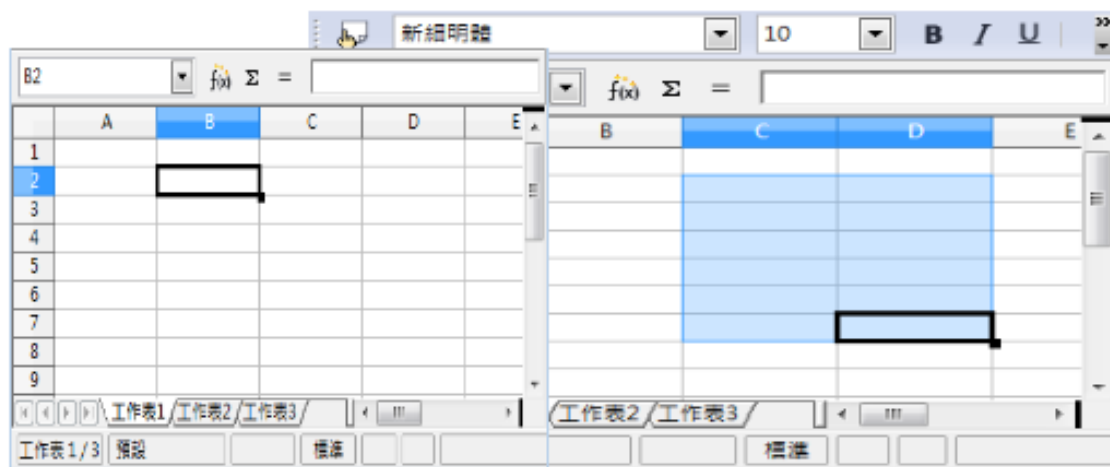 新細明體 10 B I U »
B2 f(x) Σ =
f(x) Σ =
A B C D E
B C D E
1
2
3
4
5
6
7
8
9
工作表1 工作表2 工作表3
工作表2 工作表3
工作表 1 / 3 預設 標準
標準